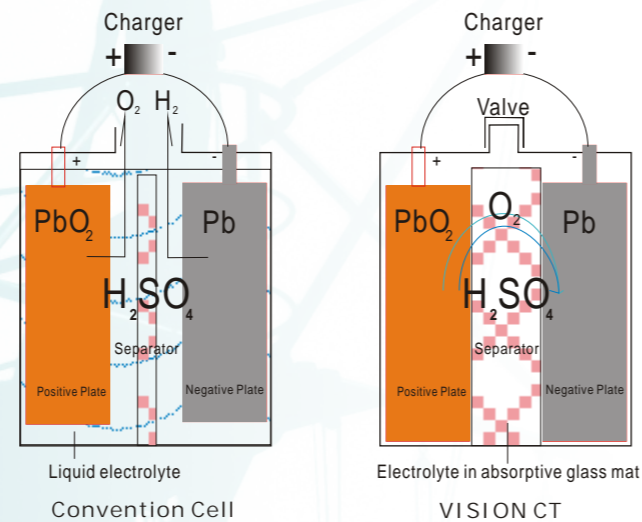 Charger
+ -
O₂ H₂
+ -
PbO₂
Pb
H₂SO₄
Separator
Positive Plate
Negative Plate
Liquid electrolyte
Convention Cell
Charger
+ -
Valve
+ -
PbO₂
O₂
Pb
H₂SO₄
Separator
Positive Plate
Negative Plate
Electrolyte in absorptive glass mat
VISION CT